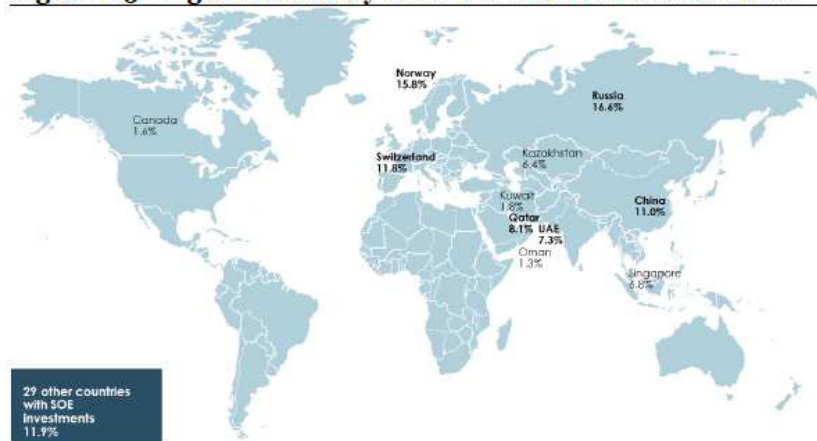 Norway
15.8%
Russia
16.6%
Canada
1.6%
Switzerland
11.8%
Kazakhstan
6.4%
Kuwait
1.8%
China
11.0%
Qatar UAE
8.1% 7.3%
Oman
1.3%
Singapore
6.8%
29 other countries
with SOE
investments
11.9%